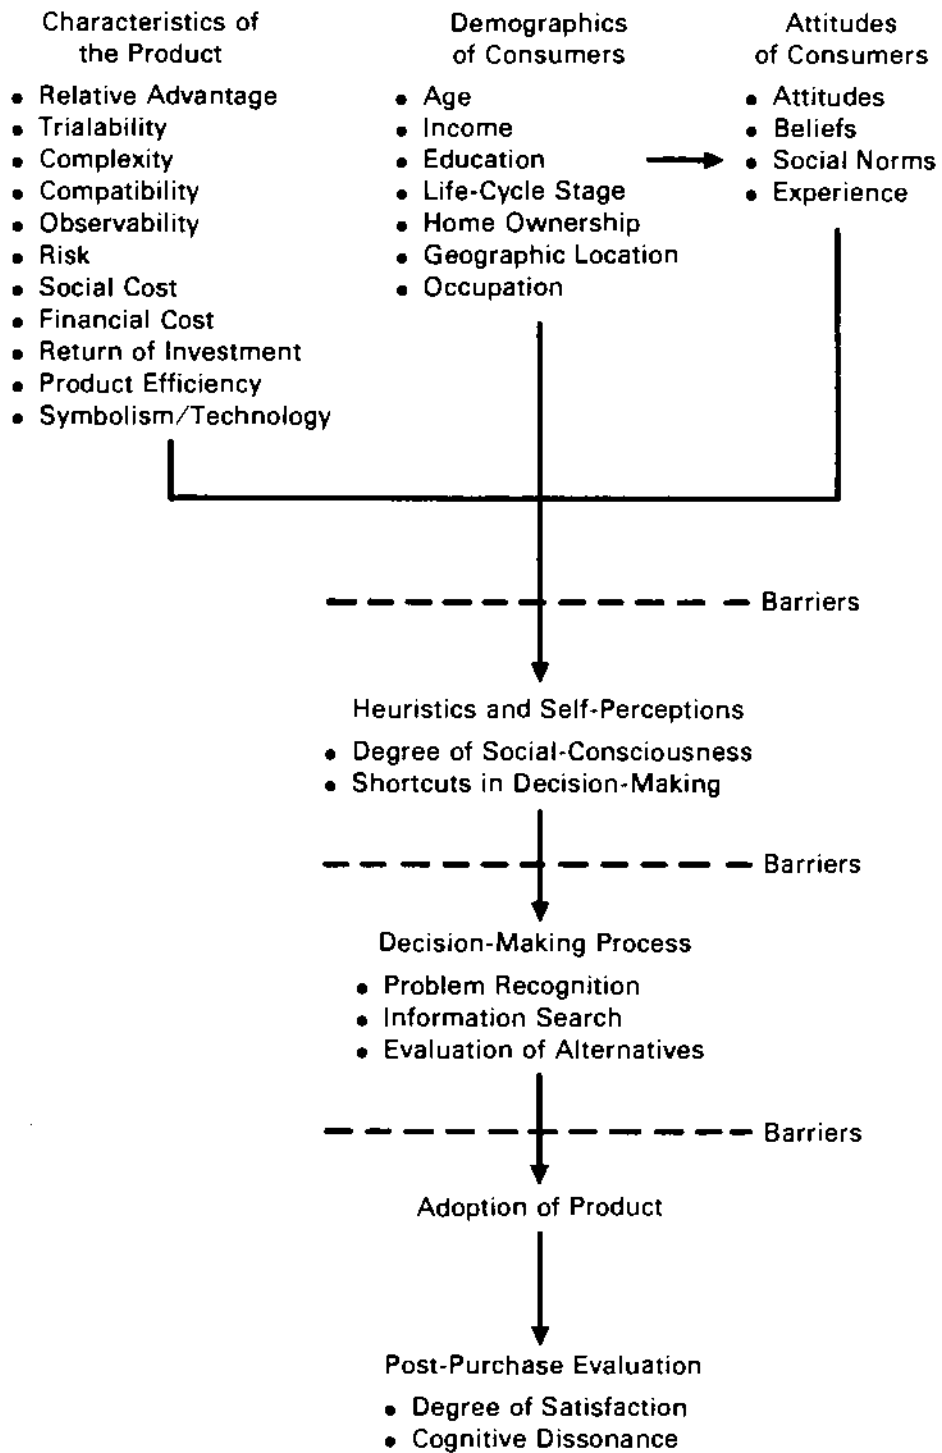 Characteristics of
the Product
• Relative Advantage
• Trialability
• Complexity
• Compatibility
• Observability
• Risk
• Social Cost
• Financial Cost
• Return of Investment
• Product Efficiency
• Symbolism/Technology
Demographics
of Consumers
• Age
• Income
• Education
• Life-Cycle Stage
• Home Ownership
• Geographic Location
• Occupation
Attitudes
of Consumers
• Attitudes
• Beliefs
• Social Norms
• Experience
Barriers
Heuristics and Self-Perceptions
• Degree of Social-Consciousness
• Shortcuts in Decision-Making
Barriers
Decision-Making Process
• Problem Recognition
• Information Search
• Evaluation of Alternatives
Barriers
Adoption of Product
Post-Purchase Evaluation
• Degree of Satisfaction
• Cognitive Dissonance